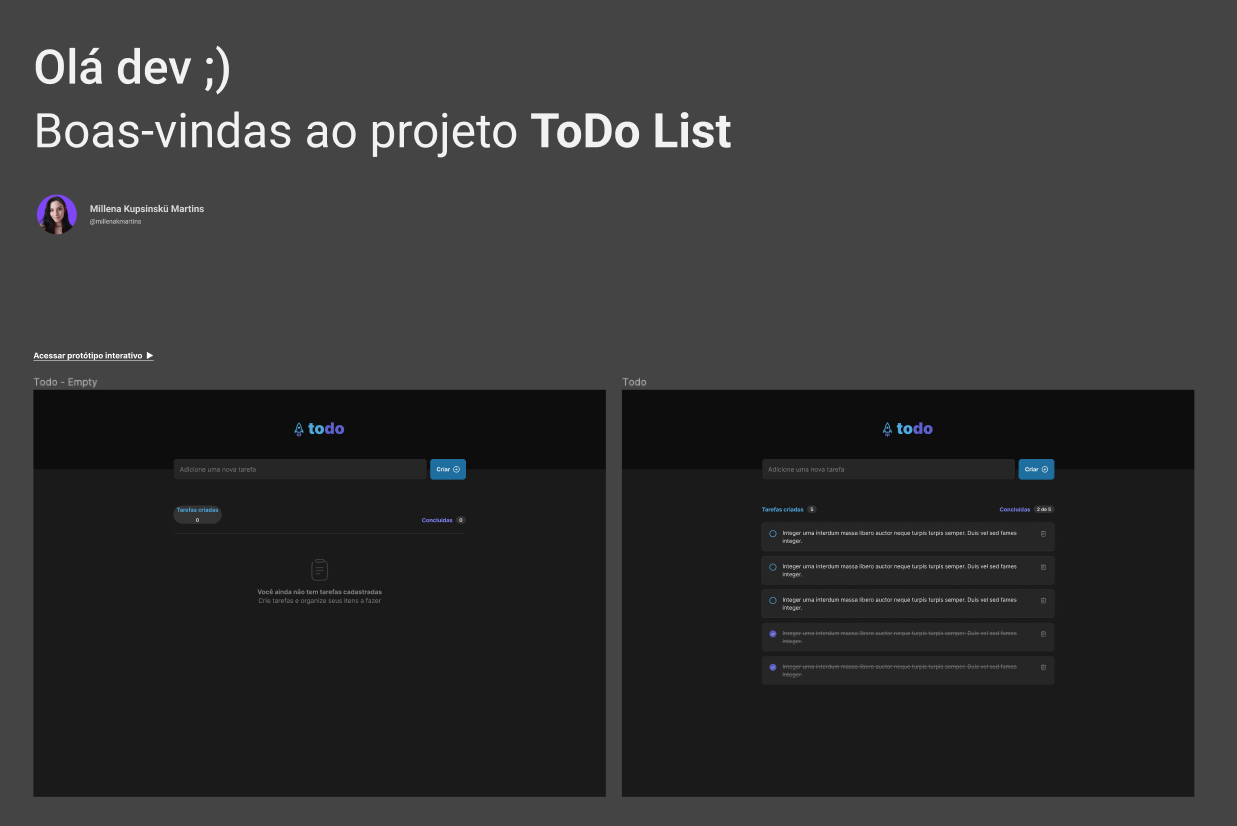 Olá dev ;)
Boas-vindas ao projeto ToDo List
Millena Kupsinskü Martins
@millenakmartins
Acessar protótipo interativo
Todo - Empty
todo
Adicione uma nova tarefa
Criar
Tarefas criadas
0
Concluídas 0
Você ainda não tem tarefas cadastradas
Crie tarefas e organize seus itens a fazer
Todo
todo
Adicione uma nova tarefa
Criar
Tarefas criadas 5
Concluídas 2 de 5
Integer urna interdum massa libero auctor neque turpis turpis semper. Duis vel sed fames
integer.
Integer urna interdum massa libero auctor neque turpis turpis semper. Duis vel sed fames
integer.
Integer urna interdum massa libero auctor neque turpis turpis semper. Duis vel sed fames
integer.
Integer urna interdum massa libero auctor neque turpis turpis semper. Duis vel sed fames
integer.
Integer urna interdum massa libero auctor neque turpis turpis semper. Duis vel sed fames
integer.